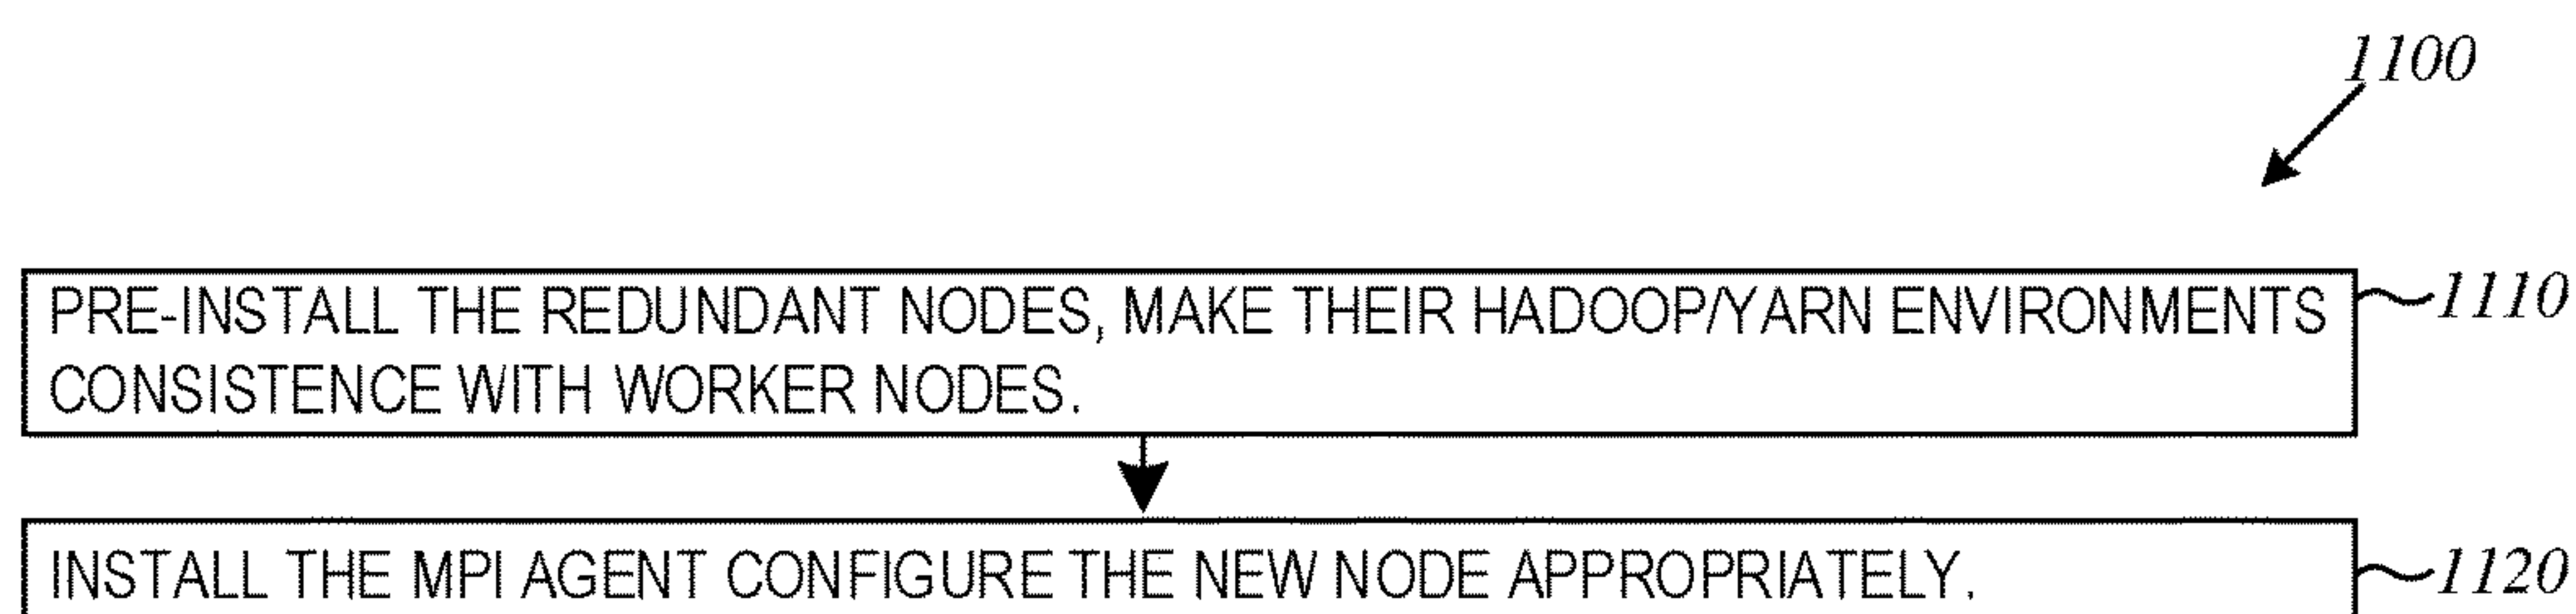 1100
PRE-INSTALL THE REDUNDANT NODES, MAKE THEIR HADOOP/YARN ENVIRONMENTS
CONSISTENCE WITH WORKER NODES.
1110
INSTALL THE MPI AGENT CONFIGURE THE NEW NODE APPROPRIATELY.
1120